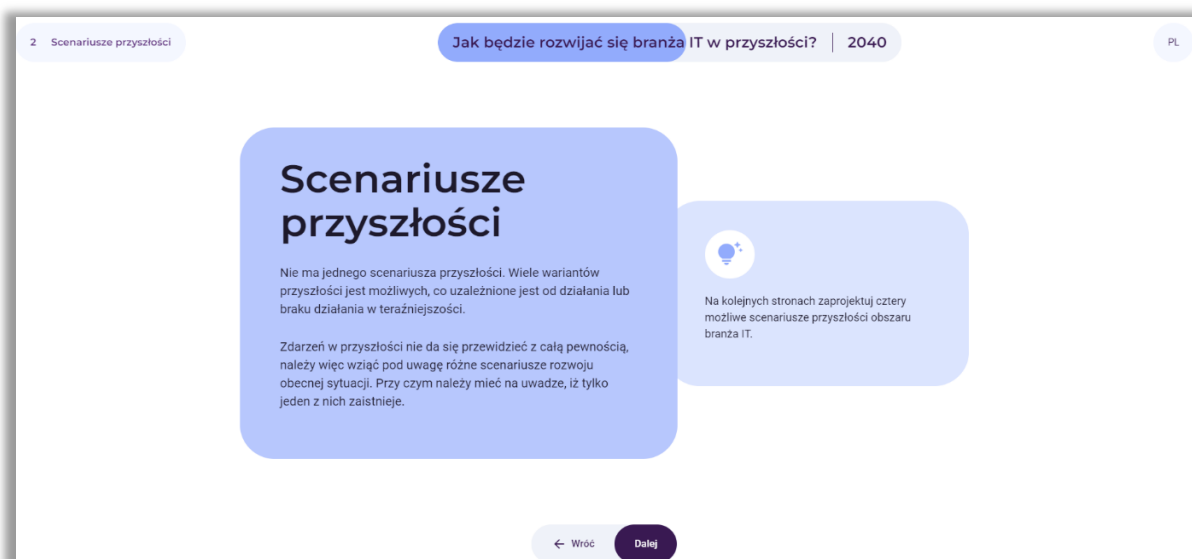 2 Scenariusze przyszłości
Jak będzie rozwijać się branża IT w przyszłości? | 2040
PL
Scenariusze
przyszłości
Nie ma jednego scenariusza przyszłości. Wiele wariantów
przyszłości jest możliwych, co uzależnione jest od działania lub
braku działania w teraźniejszości.
Zdarzeń w przyszłości nie da się przewidzieć z całą pewnością,
należy więc wziąć pod uwagę różne scenariusze rozwoju
obecnej sytuacji. Przy czym należy mieć na uwadze, iż tylko
jeden z nich zaistnieje.
Na kolejnych stronach zaprojektuj cztery
możliwe scenariusze przyszłości obszaru
branża IT.
← Wróć
Dalej